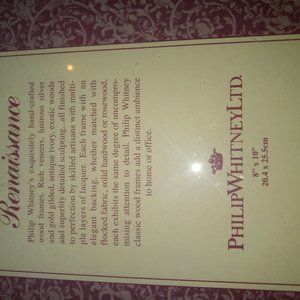 Renaissance
Philip Whitney's exquisitely hand-crafted
wood frames. Rich veneer, lustrous silver
and gold gilded, antique ivory, exotic woods
and superbly detailed sculpting, all finished
to perfection by skilled artisans with multi-
ple layers of lacquer. Each frame with an
elegant backing, whether matched with
flocked fabric, solid hardwood or rosewood,
each exhibits the same degree of uncompro-
mising attention to detail. Philip Whitney
classic wood frames add a distinct ambience
to home or office.
PHILIP WHITNEY LTD.
8" x 10"
20.4 x 25.5cm